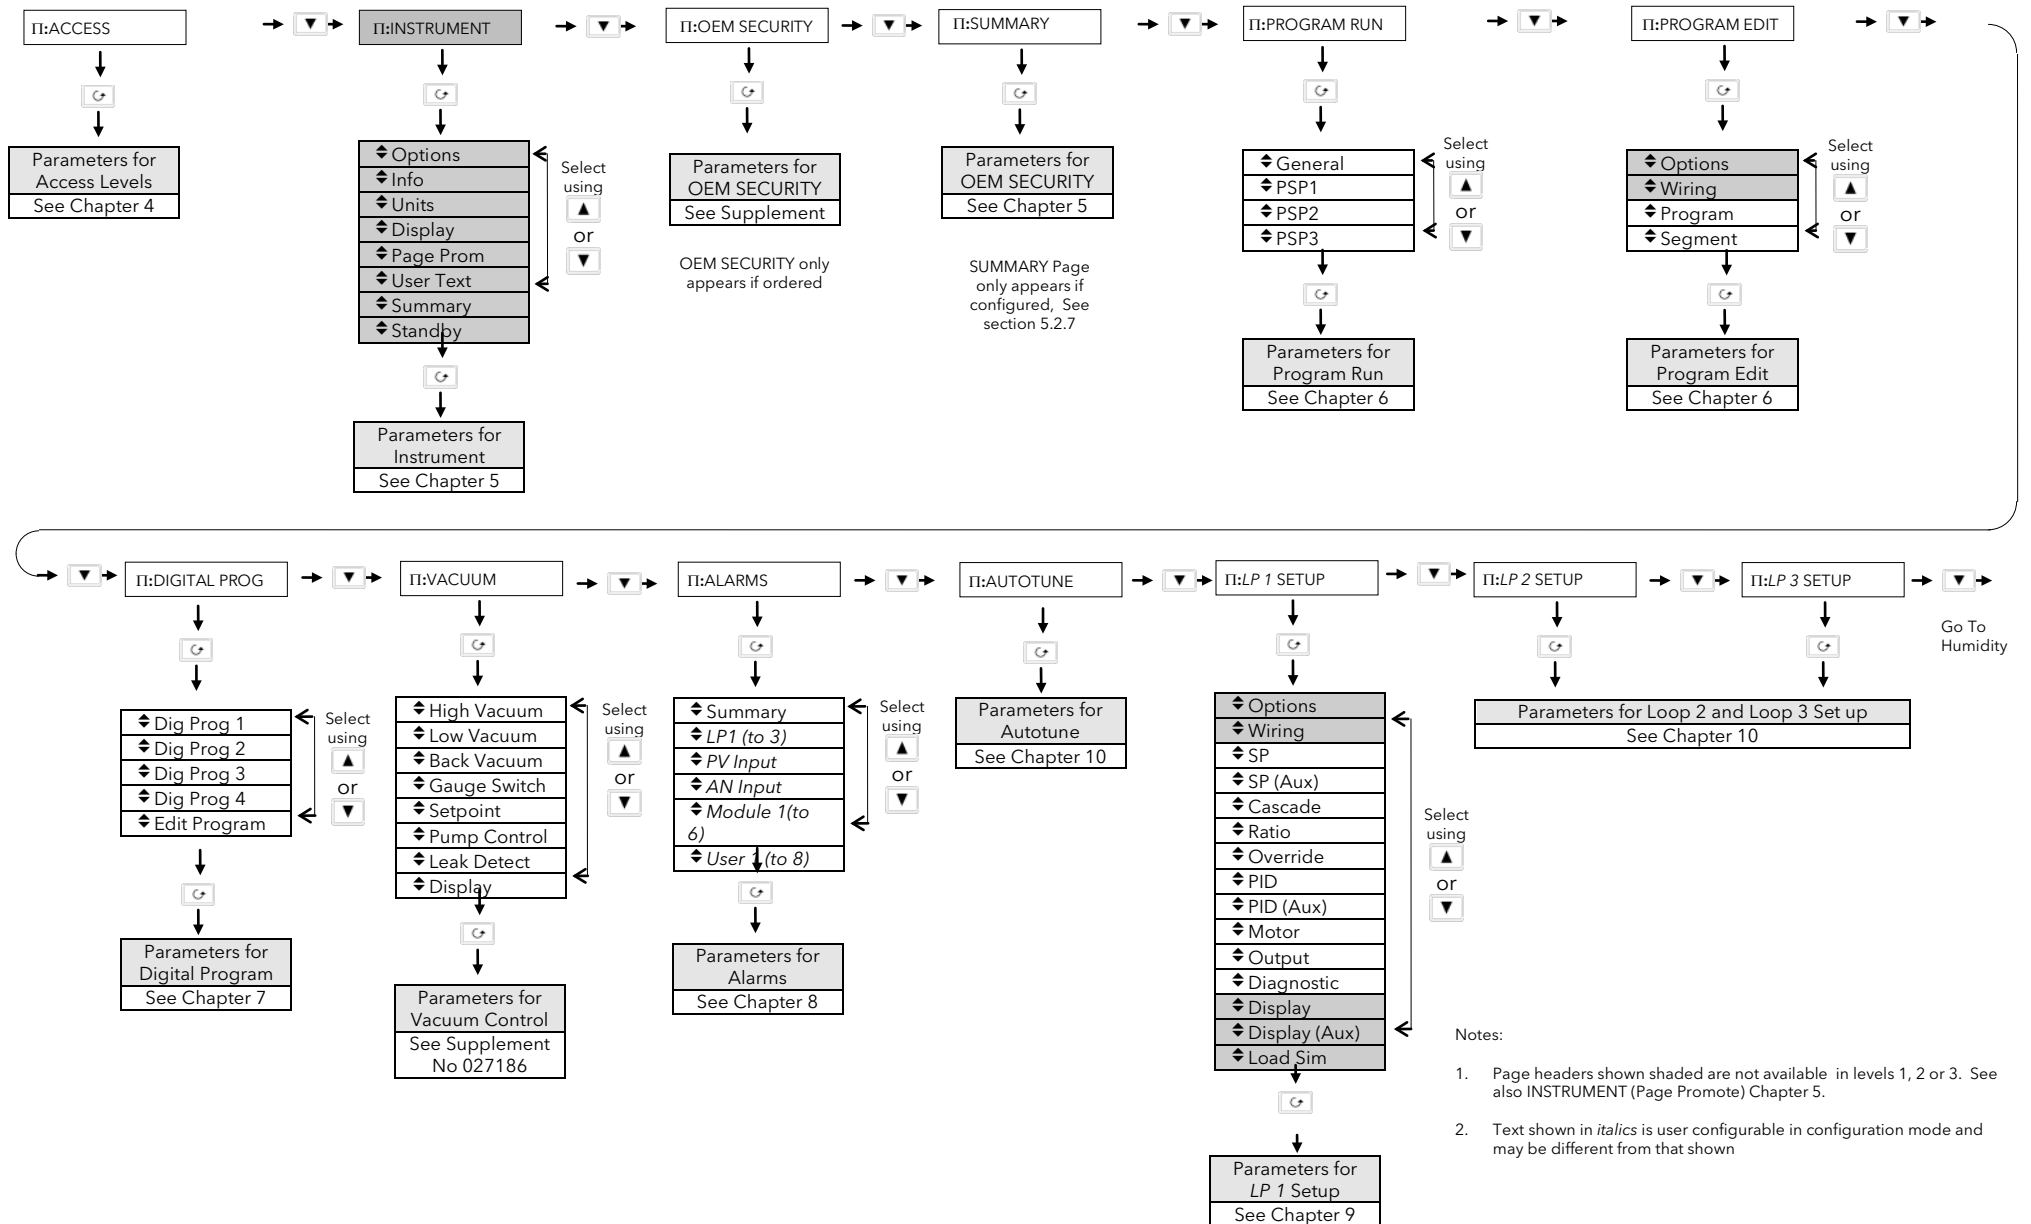 Π:ACCESS
Π:INSTRUMENT
Π:OEM SECURITY
Π:SUMMARY
Π:PROGRAM RUN
Π:PROGRAM EDIT
Parameters for
Access Levels
See Chapter 4
Options
Info
Units
Display
Page Prom
User Text
Summary
Standby
Select
using
or
Parameters for
Instrument
See Chapter 5
Parameters for
OEM SECURITY
See Supplement
OEM SECURITY only
appears if ordered
Parameters for
OEM SECURITY
See Chapter 5
SUMMARY Page
only appears if
configured, See
section 5.2.7
General
PSP1
PSP2
PSP3
Select
using
or
Parameters for
Program Run
See Chapter 6
Options
Wiring
Program
Segment
Select
using
or
Parameters for
Program Edit
See Chapter 6
Π:DIGITAL PROG
Π:VACUUM
Π:ALARMS
Π:AUTOTUNE
Π:LP 1 SETUP
Π:LP 2 SETUP
Π:LP 3 SETUP
Go To
Humidity
Dig Prog 1
Dig Prog 2
Dig Prog 3
Dig Prog 4
Edit Program
Select
using
or
Parameters for
Digital Program
See Chapter 7
High Vacuum
Low Vacuum
Back Vacuum
Gauge Switch
Setpoint
Pump Control
Leak Detect
Display
Select
using
or
Parameters for
Vacuum Control
See Supplement
No 027186
Summary
LP1 (to 3)
PV Input
AN Input
Module 1(to
6)
User 1 (to 8)
Select
using
or
Parameters for
Alarms
See Chapter 8
Parameters for
Autotune
See Chapter 10
Options
Wiring
SP
SP (Aux)
Cascade
Ratio
Override
PID
PID (Aux)
Motor
Output
Diagnostic
Display
Display (Aux)
Load Sim
Select
using
or
Parameters for
LP 1 Setup
See Chapter 9
Parameters for Loop 2 and Loop 3 Set up
See Chapter 10
Notes:
1. Page headers shown shaded are not available in levels 1, 2 or 3. See
also INSTRUMENT (Page Promote) Chapter 5.
2. Text shown in italics is user configurable in configuration mode and
may be different from that shown